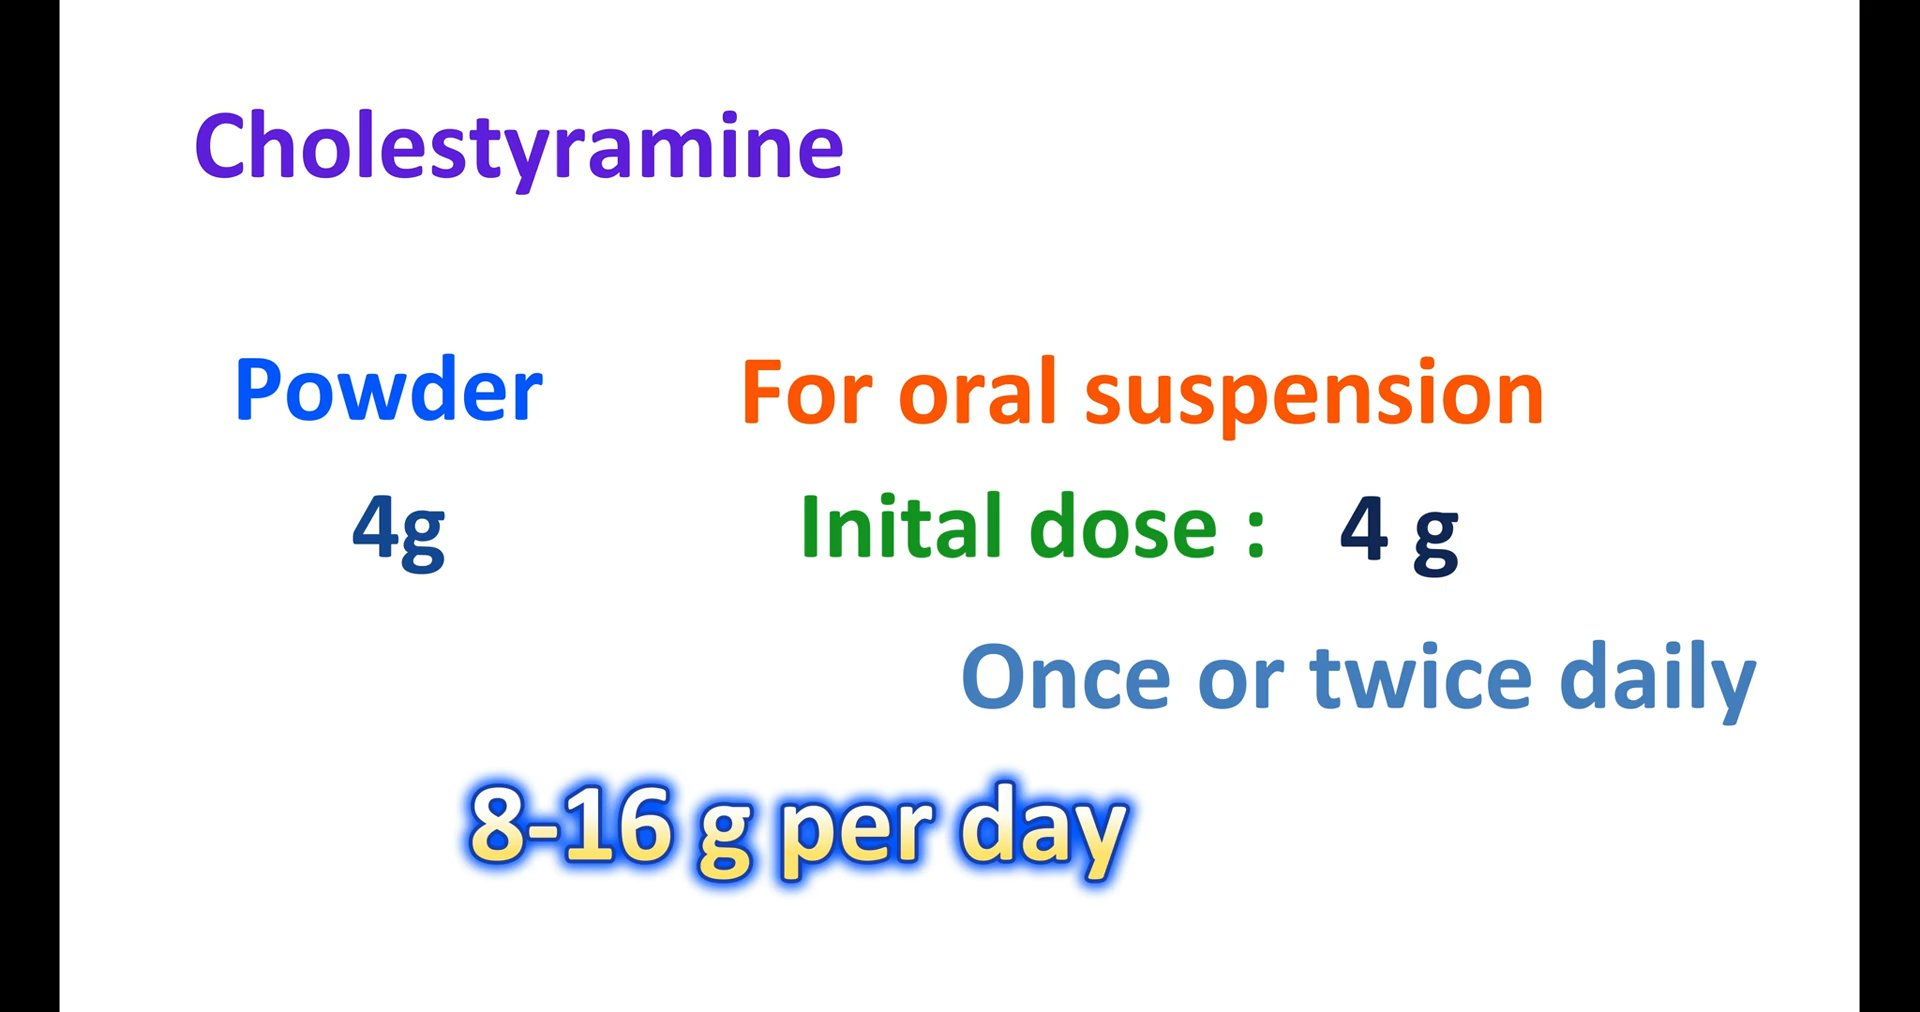 Cholestyramine
Powder For oral suspension
4g Inital dose : 4 g
Once or twice daily
8-16 g per day